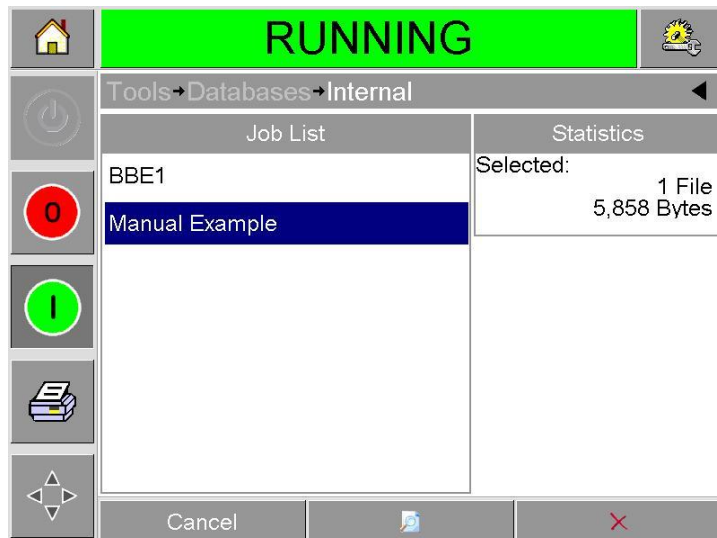 RUNNING
Tools→Databases→Internal
Job List
Statistics
BBE1
Manual Example
Selected:
1 File
5,858 Bytes
0
I
Cancel